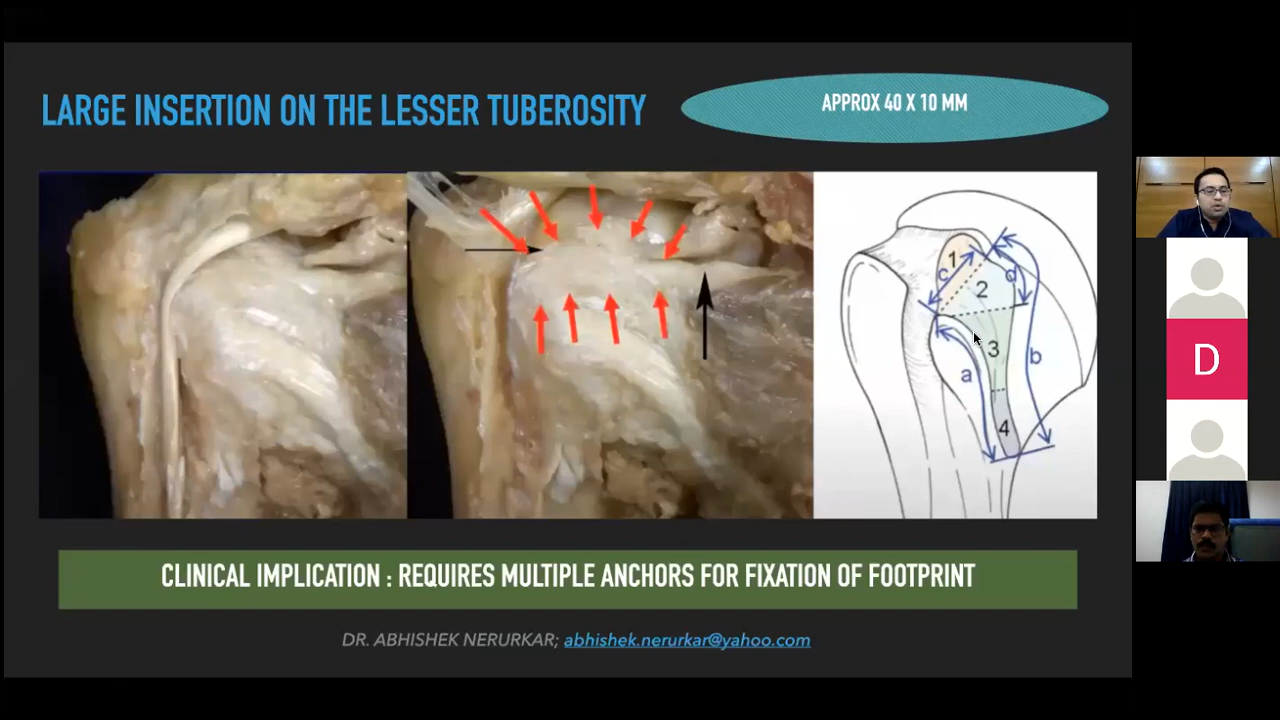 LARGE INSERTION ON THE LESSER TUBEROSITY
APPROX 40 X 10 MM
1
c
d
2
3
b
a
4
D
CLINICAL IMPLICATION : REQUIRES MULTIPLE ANCHORS FOR FIXATION OF FOOTPRINT
DR. ABHISHEK NERURKAR; abhishek.nerurkar@yahoo.com